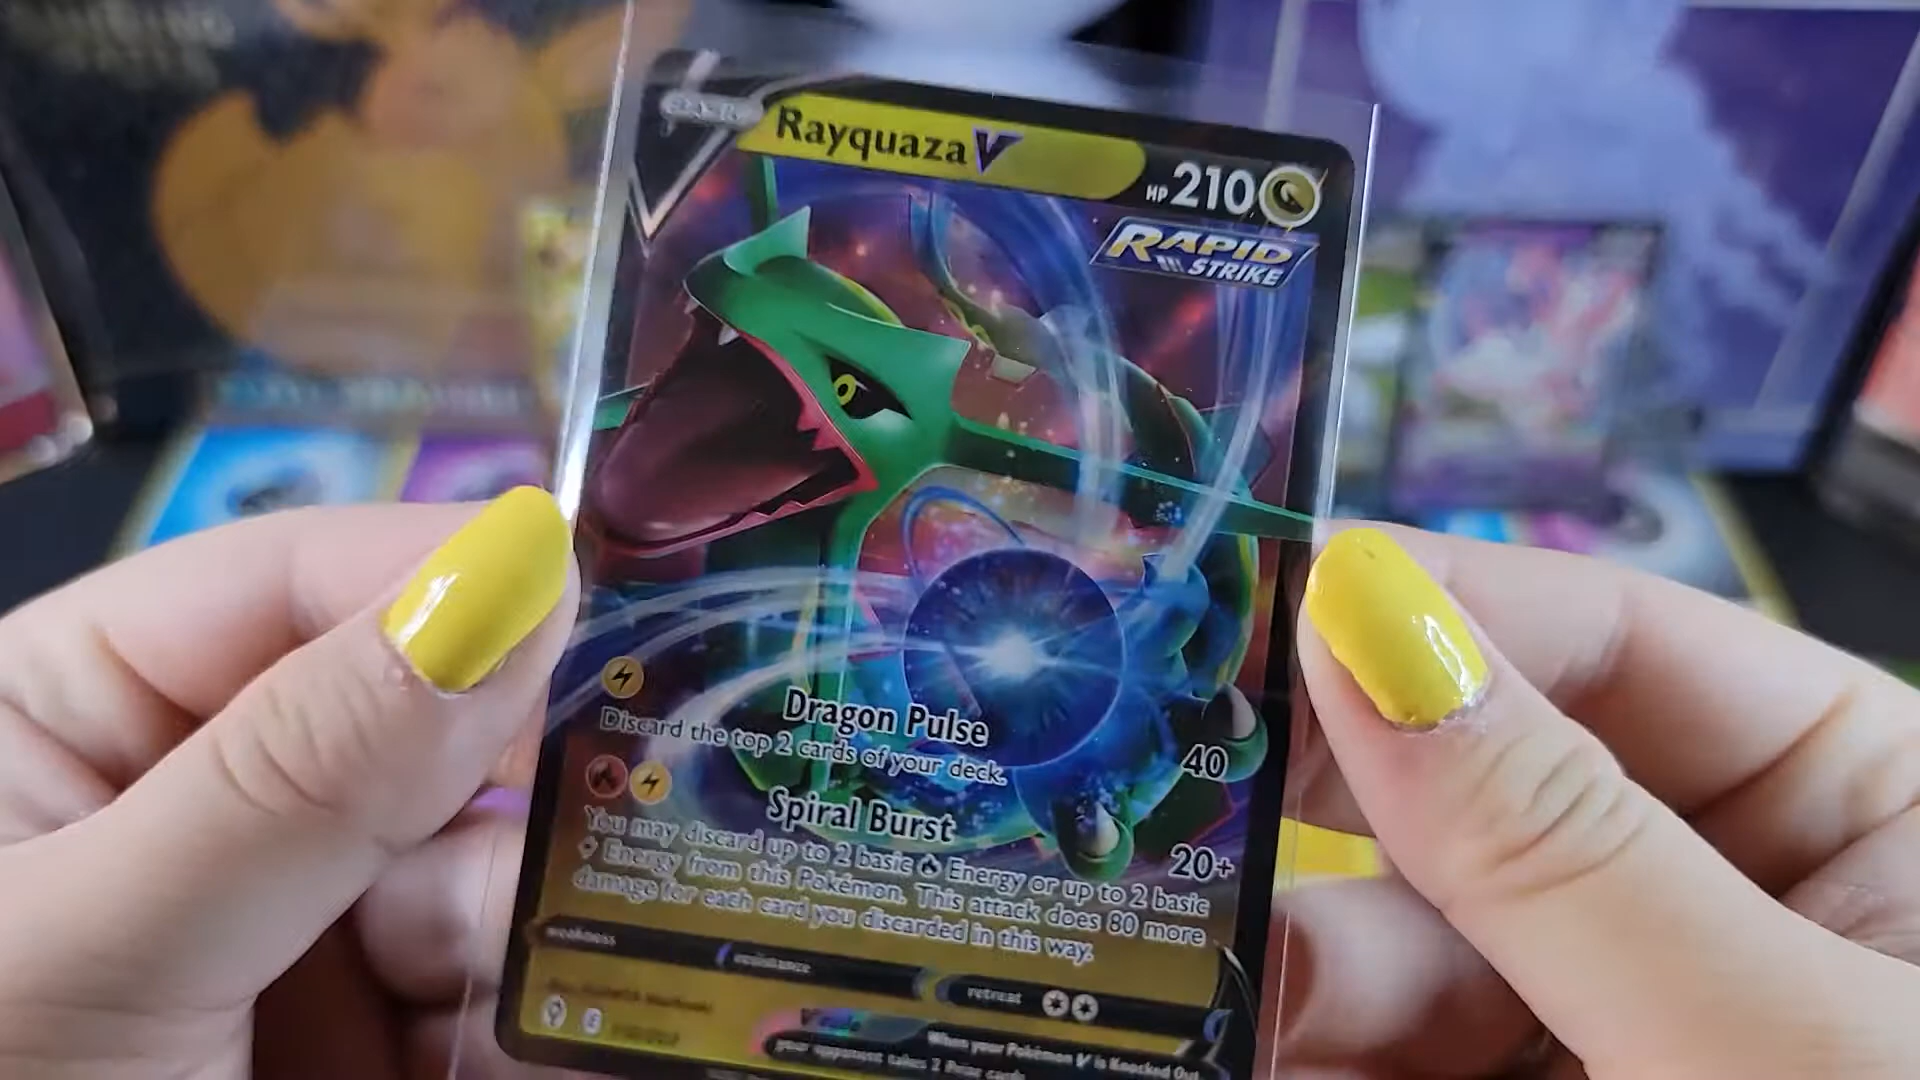 Rayquaza V
HP 210
RAPID
STRIKE
Dragon Pulse
40
Discard the top 2 cards of your deck.
Spiral Burst
20+
You may discard up to 2 basic Energy or up to 2 basic
Energy from this Pokémon. This attack does 80 more
damage for each card you discarded in this way.
weakness
resistance
retreat
V rule
When your Pokémon V is Knocked Out
your opponent takes 2 Prize cards